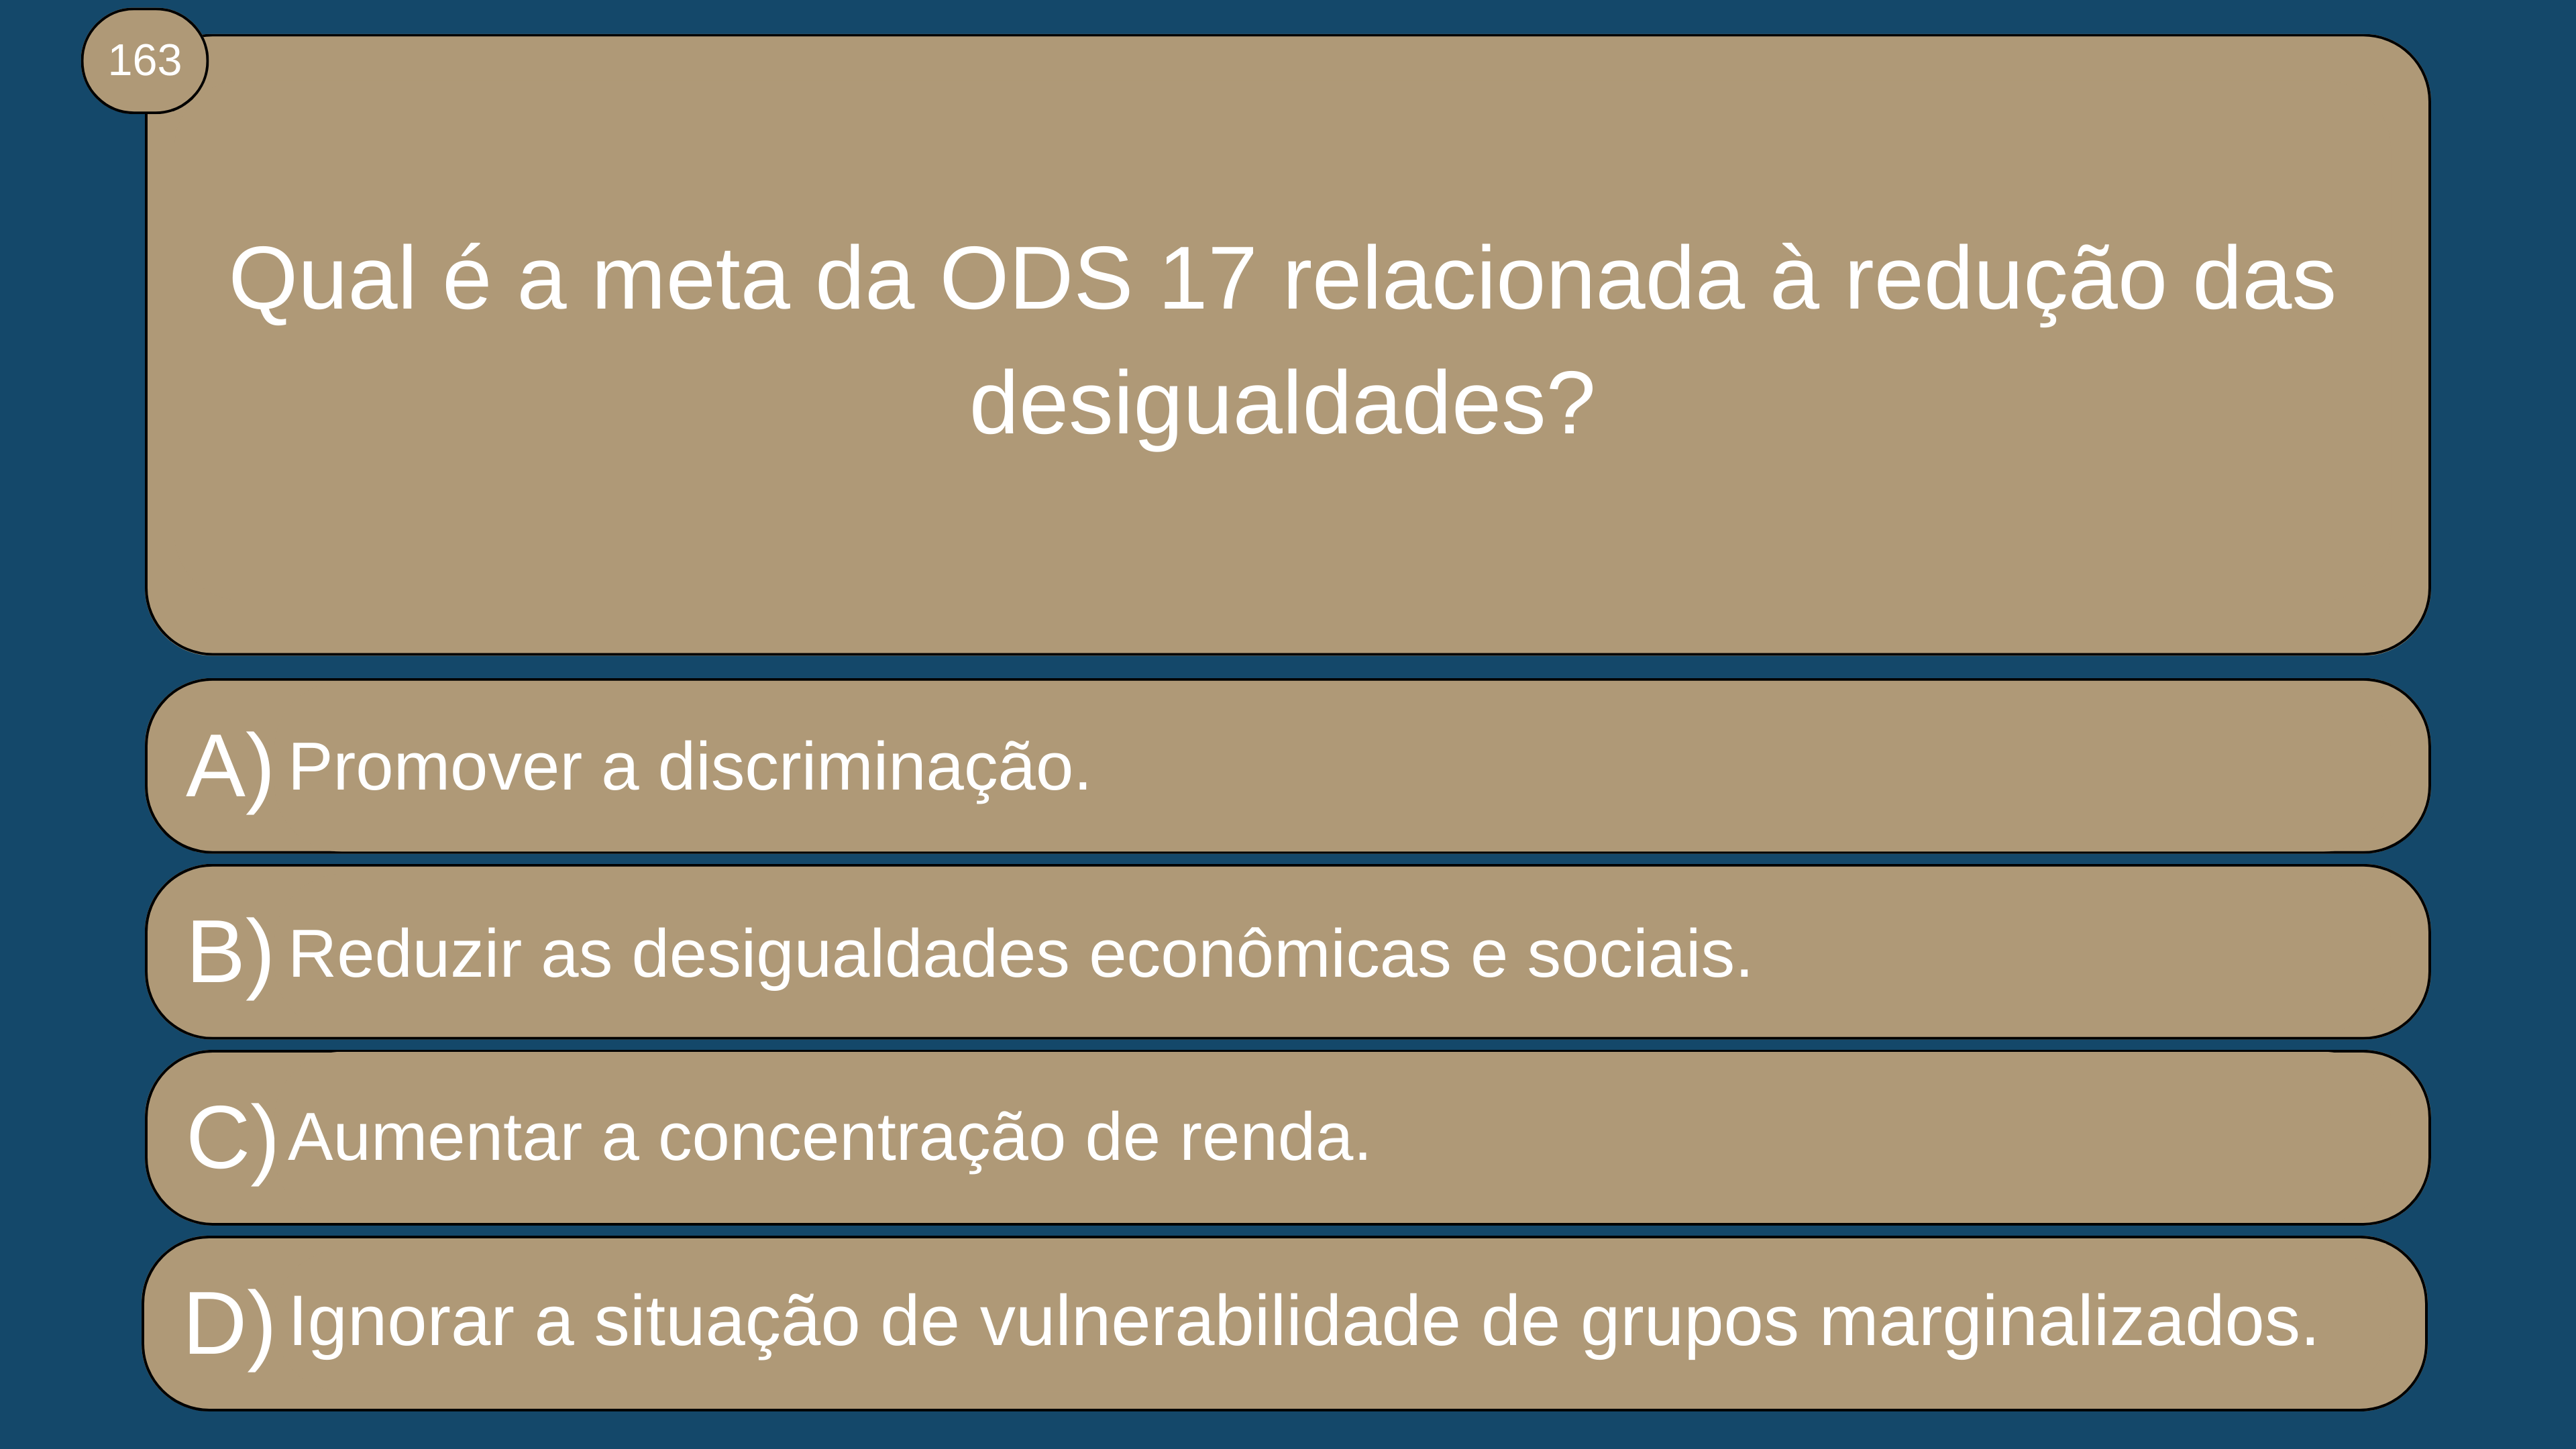 163
Qual é a meta da ODS 17 relacionada à redução das
desigualdades?
A) Promover a discriminação.
B) Reduzir as desigualdades econômicas e sociais.
C) Aumentar a concentração de renda.
D) Ignorar a situação de vulnerabilidade de grupos marginalizados.